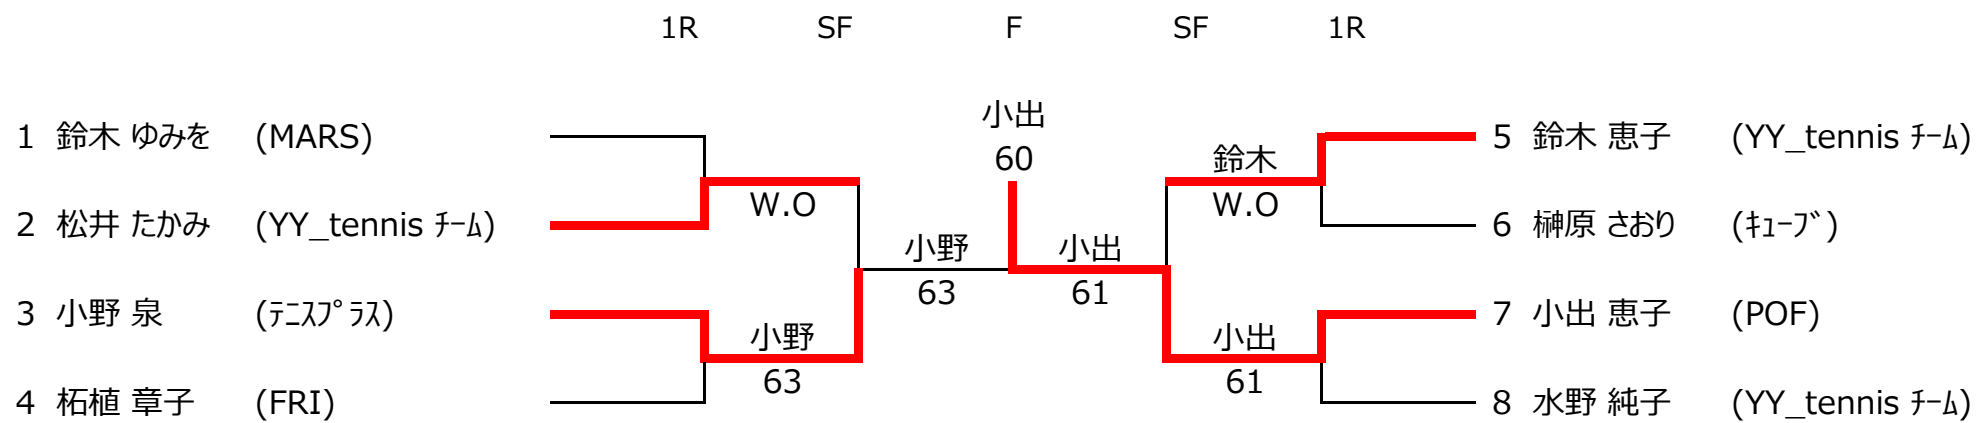 1R SF F SF 1R
小出
1 鈴木 ゆみを (MARS) 60 5 鈴木 恵子 (YY_tennis ﾁｰﾑ)
鈴木
W.O W.O
2 松井 たかみ (YY_tennis ﾁｰﾑ) 6 榊原 さおり (ｷｭｰﾌﾞ)
小野 小出
63 61
3 小野 泉 (ﾃﾆｽﾌﾟﾗｽ) 7 小出 恵子 (POF)
小野 小出
63 61
4 柘植 章子 (FRI) 8 水野 純子 (YY_tennis ﾁｰﾑ)